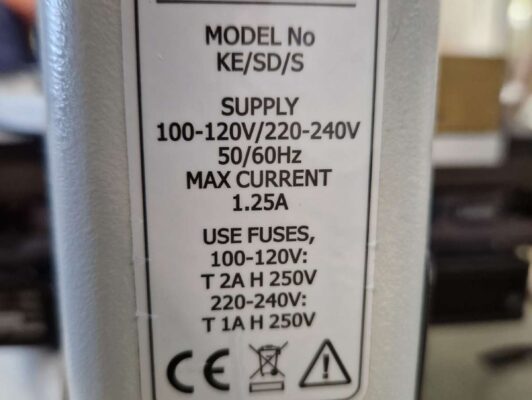 MODEL No
KE/SD/S
SUPPLY
100-120V/220-240V
50/60Hz
MAX CURRENT
1.25A
USE FUSES,
100-120V:
T 2A H 250V
220-240V:
T 1A H 250V
CE